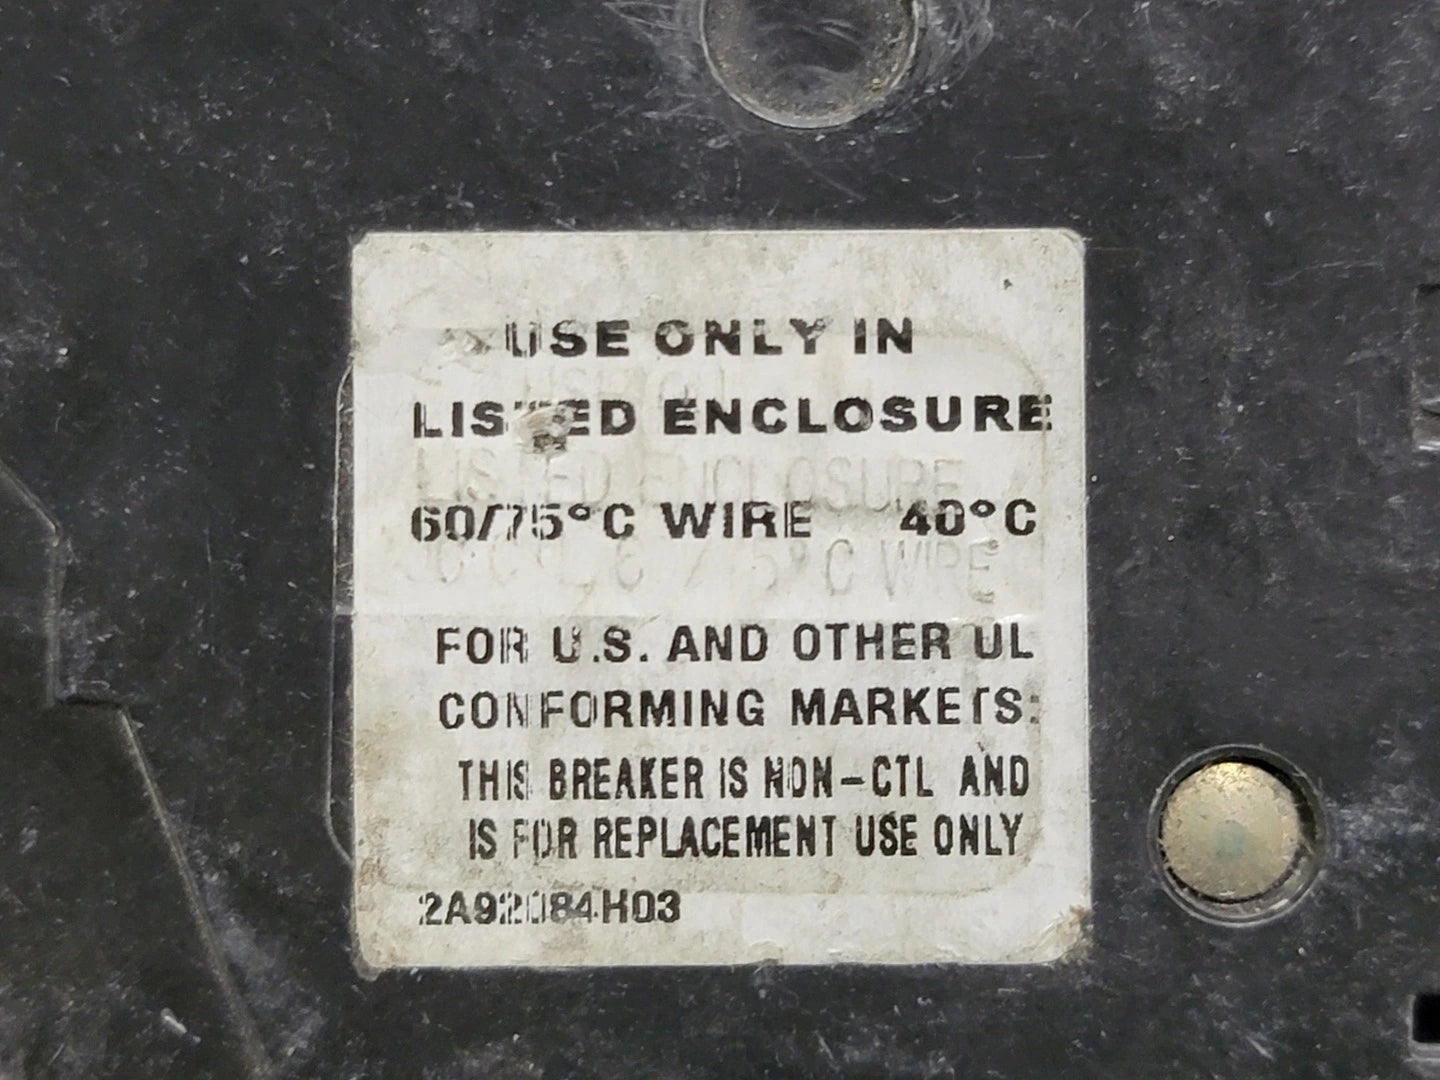 USE ONLY IN
LISTED ENCLOSURE
60/75°C WIRE 40°C
FOR U.S. AND OTHER UL
CONFORMING MARKETS:
THIS BREAKER IS NON-CTL AND
IS FOR REPLACEMENT USE ONLY
2A92084H03